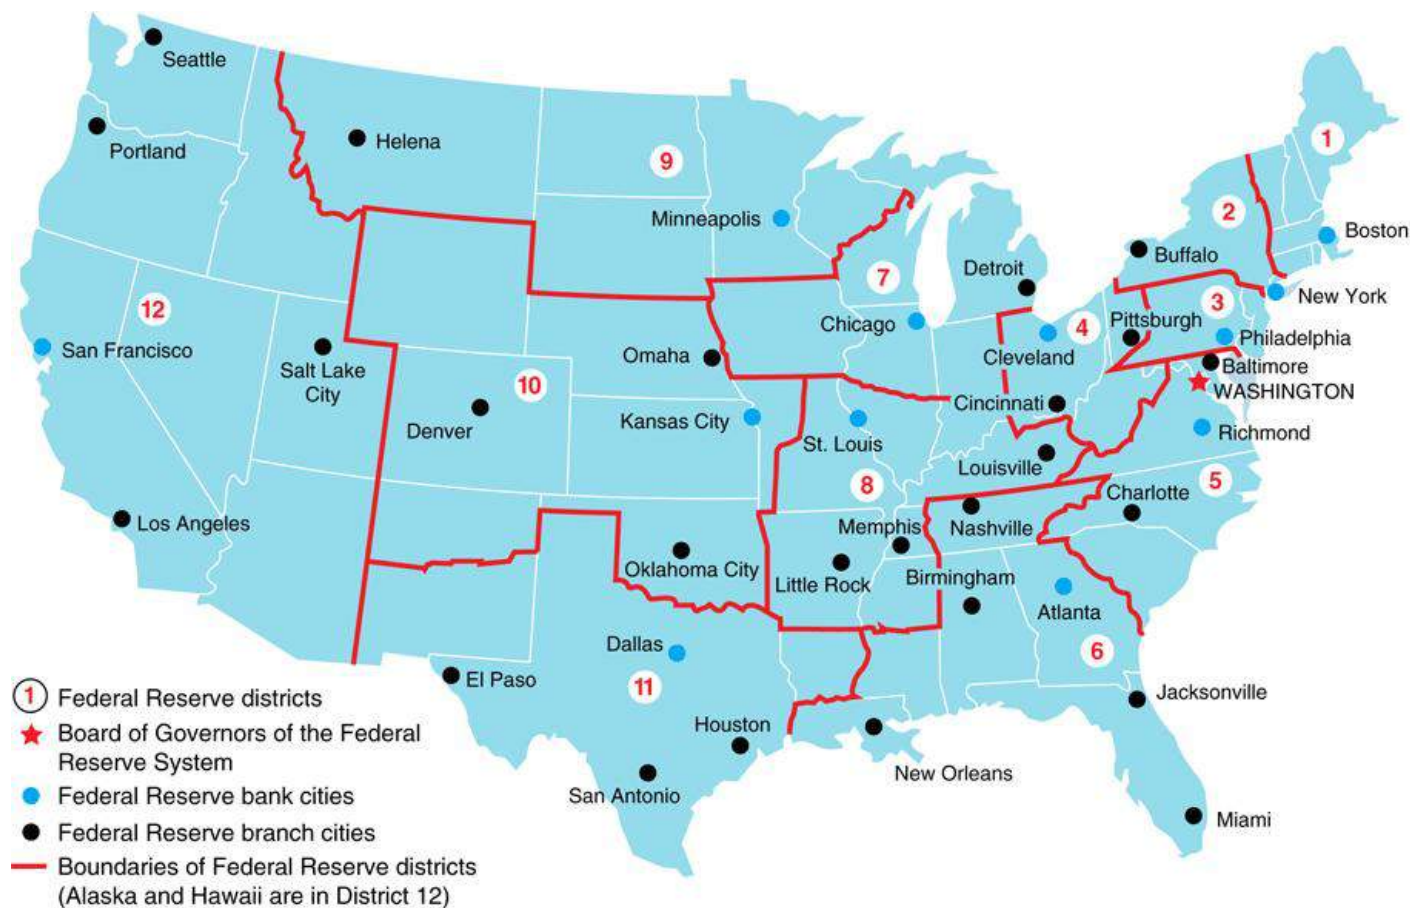 Seattle
Portland
Helena
9
1
Minneapolis
2
Boston
Buffalo
Detroit
7
New York
12
3
Chicago
4
Pittsburgh
Philadelphia
San Francisco
Cleveland
Omaha
Baltimore
Salt Lake
City
10
WASHINGTON
Cincinnati
Denver
Kansas City
St. Louis
Richmond
Louisville
5
8
Charlotte
Los Angeles
Memphis
Nashville
Oklahoma City
Little Rock
Birmingham
Atlanta
Dallas
6
El Paso
11
Jacksonville
Houston
New Orleans
San Antonio
Miami
1 Federal Reserve districts
Board of Governors of the Federal
Reserve System
Federal Reserve bank cities
Federal Reserve branch cities
Boundaries of Federal Reserve districts
(Alaska and Hawaii are in District 12)